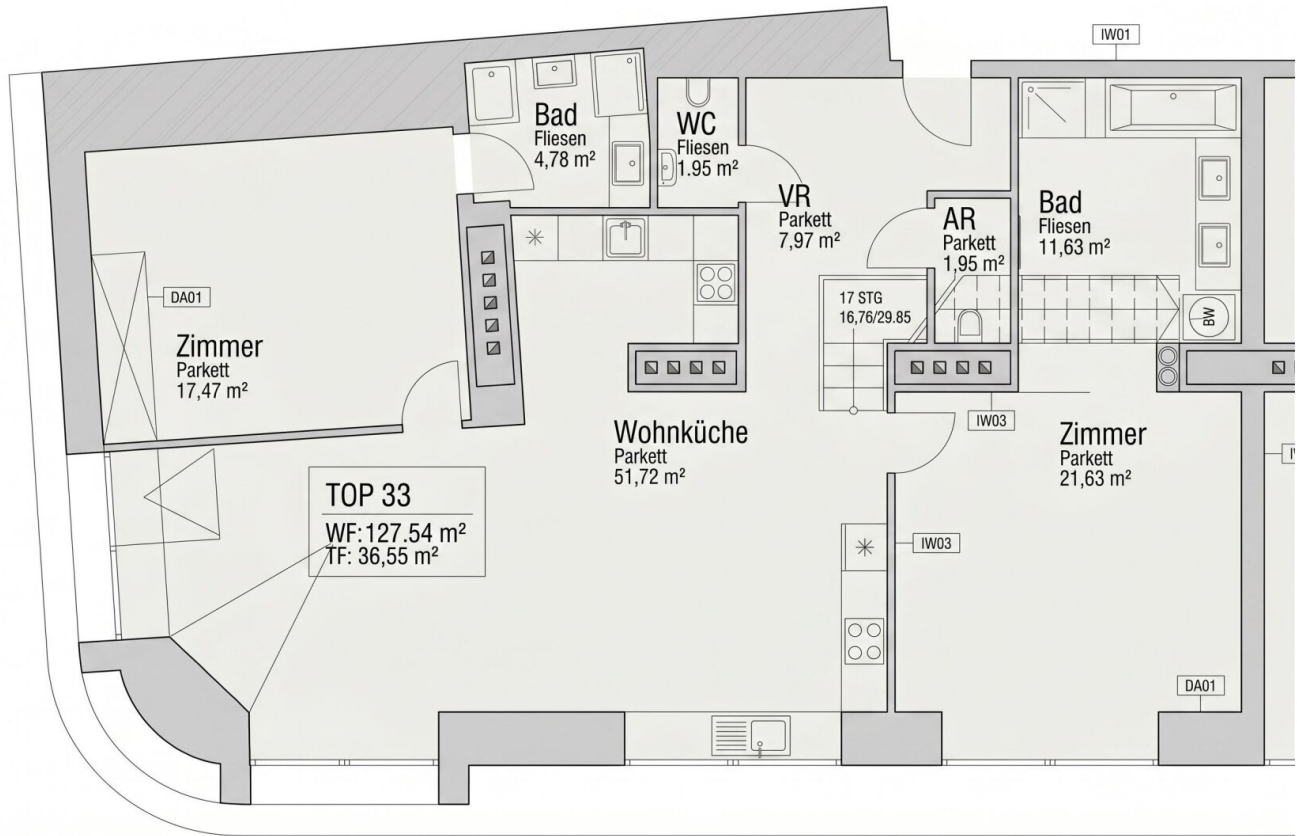 IW01
Bad
Fliesen
4,78 m²
WC
Fliesen
1.95 m²
VR
Parkett
7,97 m²
AR
Parkett
1,95 m²
Bad
Fliesen
11,63 m²
DA01
17 STG
16,76/29.85
BW
Zimmer
Parkett
17,47 m²
IW03
Wohnküche
Parkett
51,72 m²
Zimmer
Parkett
21,63 m²
TOP 33
WF: 127.54 m²
TF: 36,55 m²
IW03
DA01